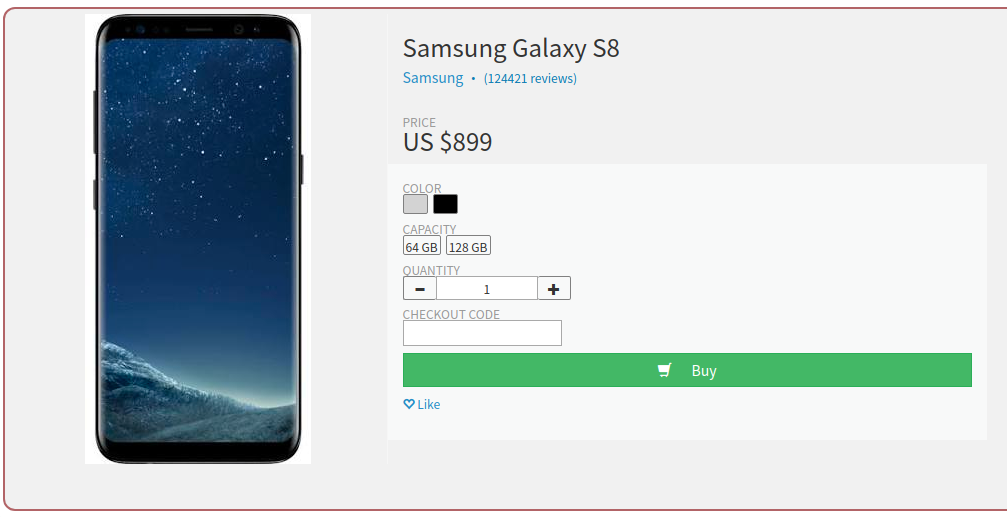 Samsung Galaxy S8
Samsung • (124421 reviews)
PRICE
US $899
COLOR
CAPACITY
64 GB 128 GB
QUANTITY
− 1 +
CHECKOUT CODE
Buy
Like